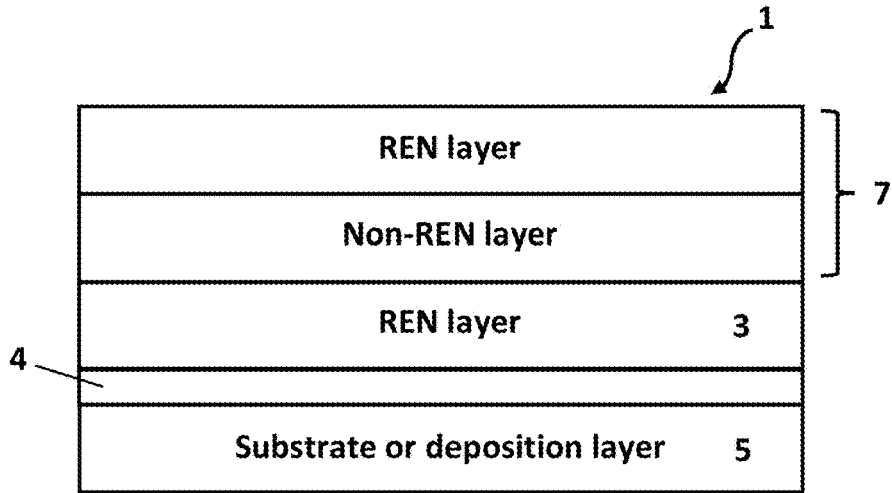 1
REN layer
Non-REN layer
7
REN layer 3
4
Substrate or deposition layer 5